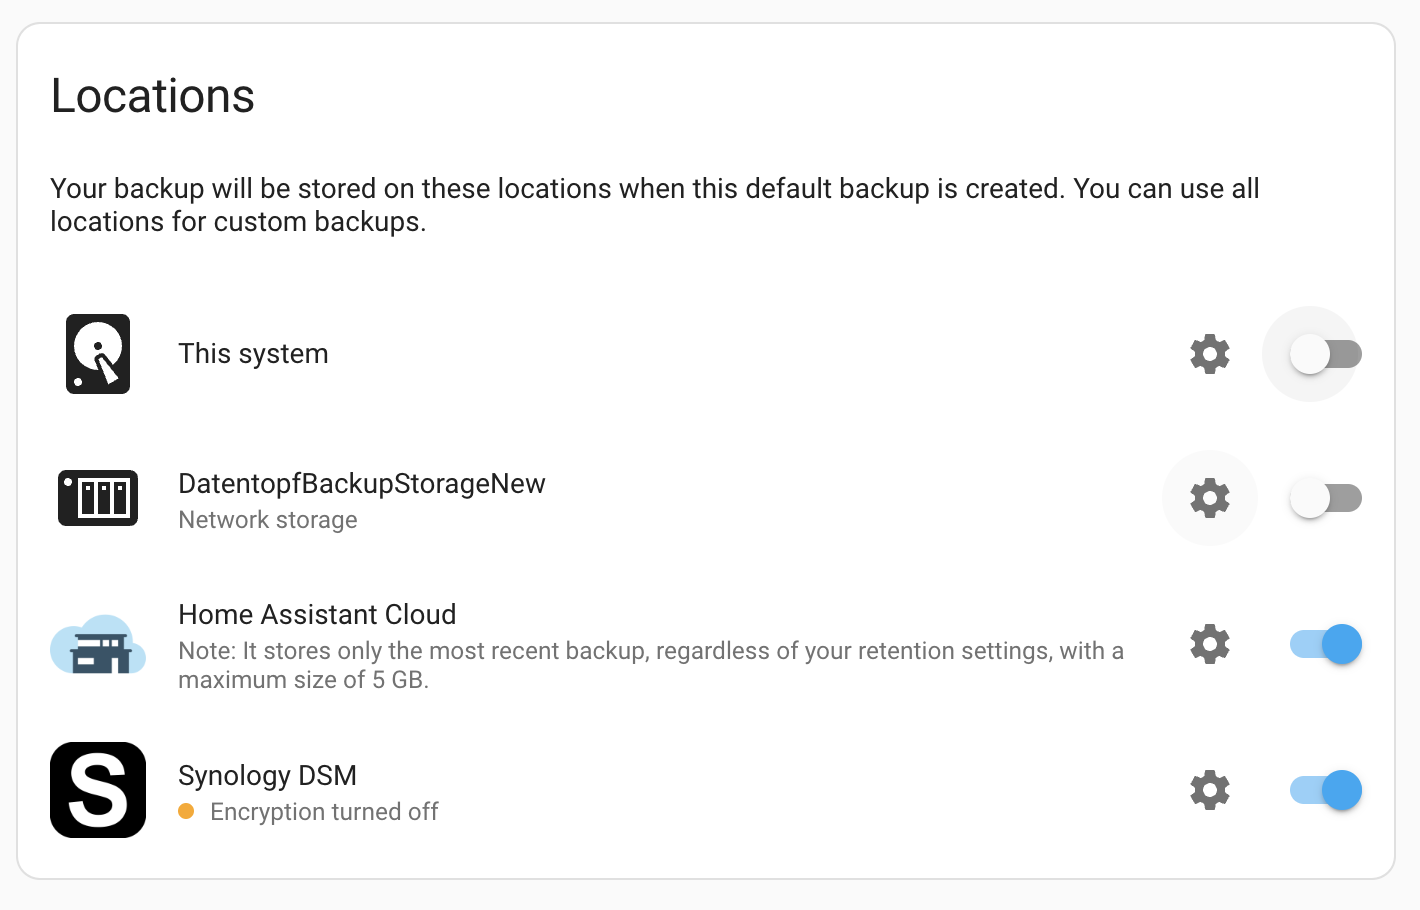 Locations
Your backup will be stored on these locations when this default backup is created. You can use all
locations for custom backups.
This system
DatentopfBackupStorageNew
Network storage
Home Assistant Cloud
Note: It stores only the most recent backup, regardless of your retention settings, with a
maximum size of 5 GB.
S
Synology DSM
Encryption turned off